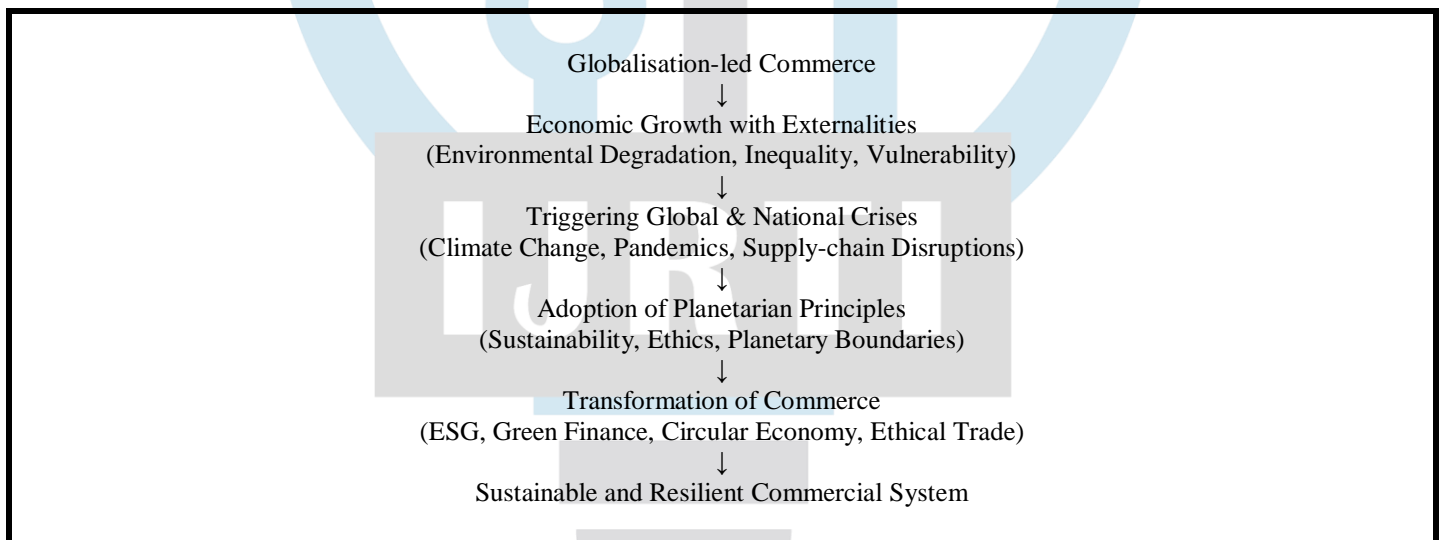 Globalisation-led Commerce
↓
Economic Growth with Externalities
(Environmental Degradation, Inequality, Vulnerability)
↓
Triggering Global & National Crises
(Climate Change, Pandemics, Supply-chain Disruptions)
↓
Adoption of Planetarian Principles
(Sustainability, Ethics, Planetary Boundaries)
↓
Transformation of Commerce
(ESG, Green Finance, Circular Economy, Ethical Trade)
↓
Sustainable and Resilient Commercial System
IJRTI